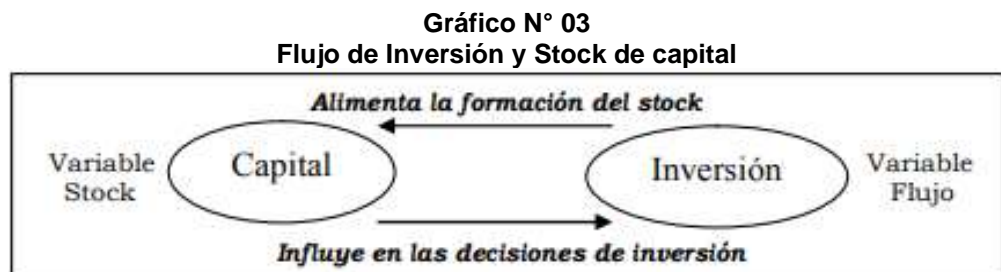 Gráfico N° 03
Flujo de Inversión y Stock de capital
Alimenta la formación del stock
Variable
Stock
Capital
Inversión
Variable
Flujo
Influye en las decisiones de inversión